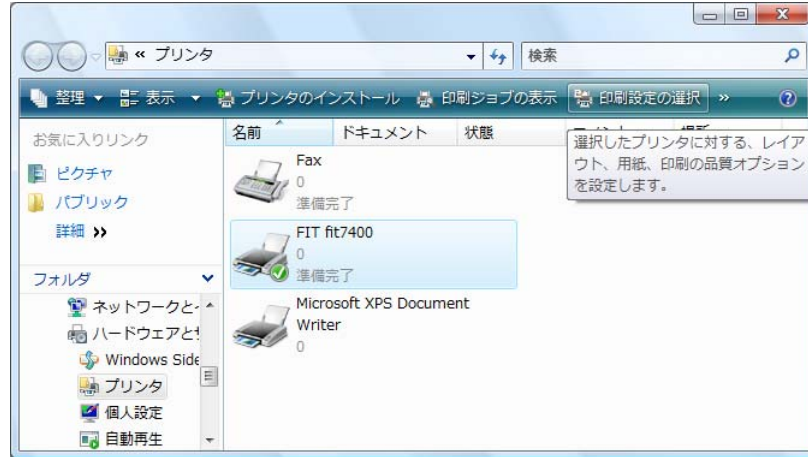 « プリンタ
検索
整理 表示 プリンタのインストール 印刷ジョブの表示 印刷設定の選択 »
お気に入りリンク
ピクチャ
パブリック
詳細 »
フォルダ
ネットワークとイ
ハードウェアとサ
Windows Side
プリンタ
個人設定
自動再生
名前 ドキュメント 状態
選択したプリンタに対する、レイア
ウト、用紙、印刷の品質オプション
を設定します。
Fax
0
準備完了
FIT fit7400
0
準備完了
Microsoft XPS Document
Writer
0